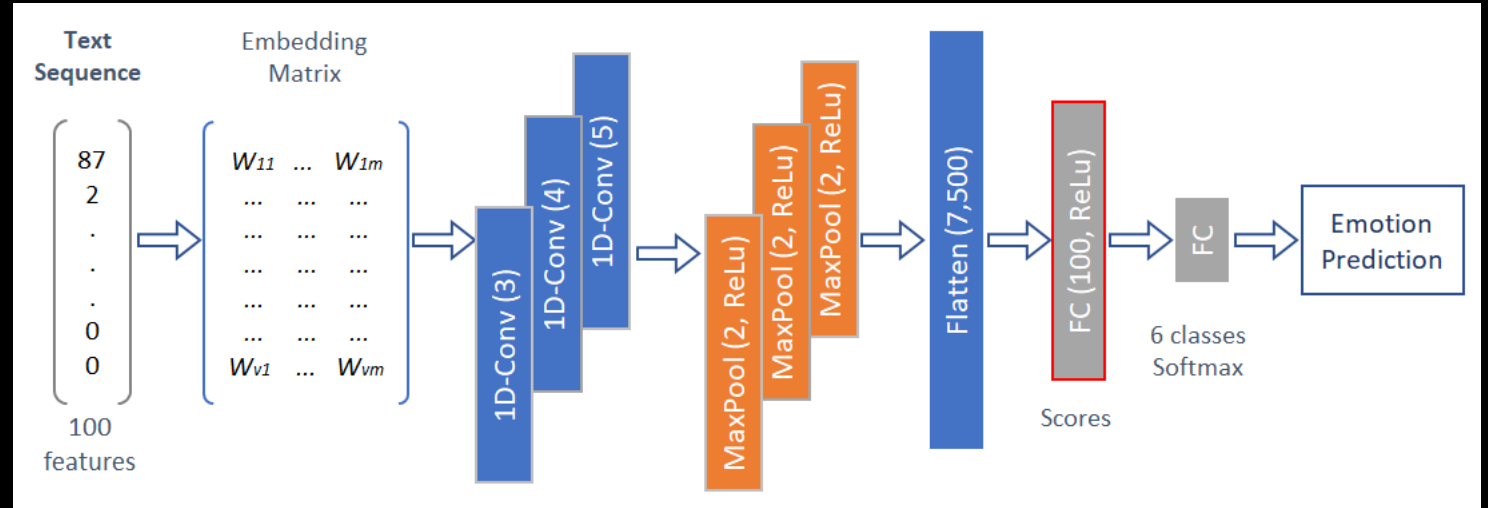 Text
Sequence
87
2
.
.
.
0
0
100
features
Embedding
Matrix
W11 ... W1m
... ... ...
... ... ...
... ... ...
... ... ...
... ... ...
Wv1 ... Wvm
1D-Conv (3)
1D-Conv (4)
1D-Conv (5)
MaxPool (2, ReLu)
MaxPool (2, ReLu)
MaxPool (2, ReLu)
Flatten (7,500)
FC (100, ReLu)
Scores
FC
6 classes
Softmax
Emotion
Prediction